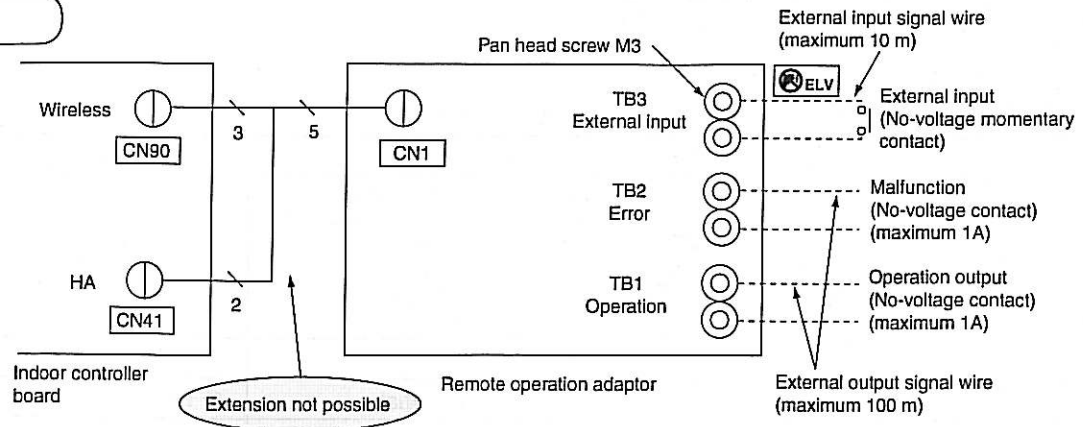 External input signal wire
(maximum 10 m)
Pan head screw M3
ELV
Wireless
CN90
3
5
CN1
TB3
External input
External input
(No-voltage momentary
contact)
TB2
Error
Malfunction
(No-voltage contact)
(maximum 1A)
HA
CN41
2
TB1
Operation
Operation output
(No-voltage contact)
(maximum 1A)
Indoor controller
board
Extension not possible
Remote operation adaptor
External output signal wire
(maximum 100 m)